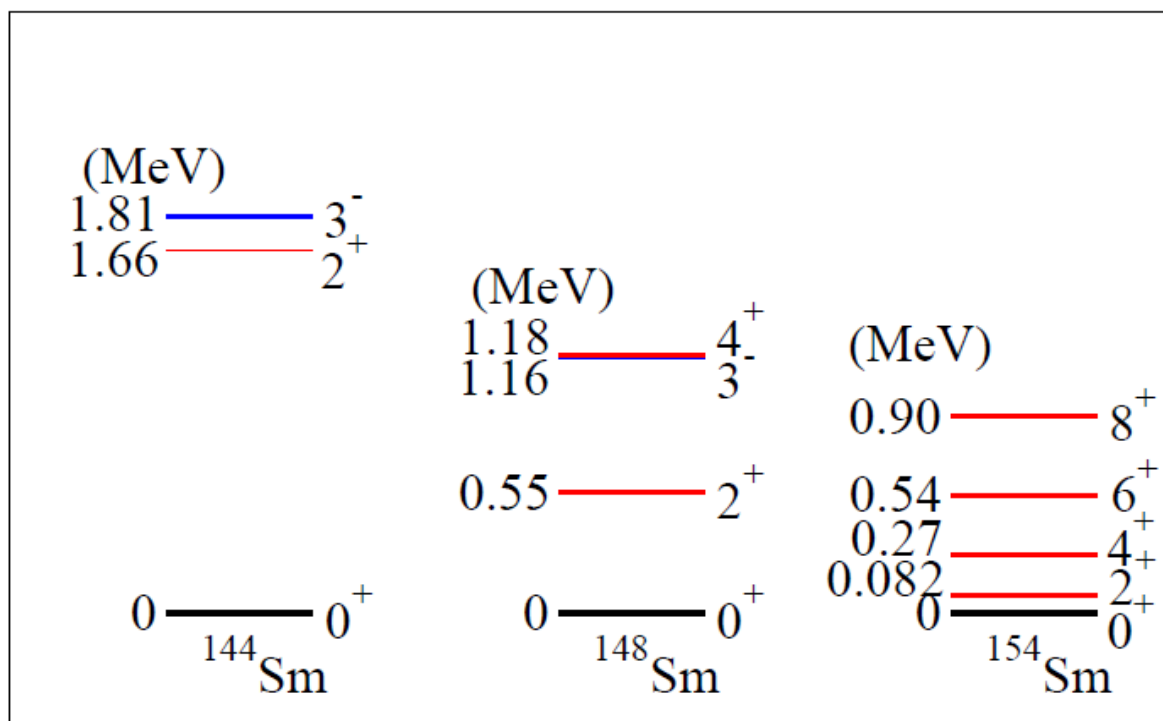 (MeV)
1.81 3⁻
1.66 2⁺
0 0⁺
¹⁴⁴Sm
(MeV)
1.18 4⁺
1.16 3⁻
0.55 2⁺
0 0⁺
¹⁴⁸Sm
(MeV)
0.90 8⁺
0.54 6⁺
0.27 4⁺
0.082 2⁺
0 0⁺
¹⁵⁴Sm